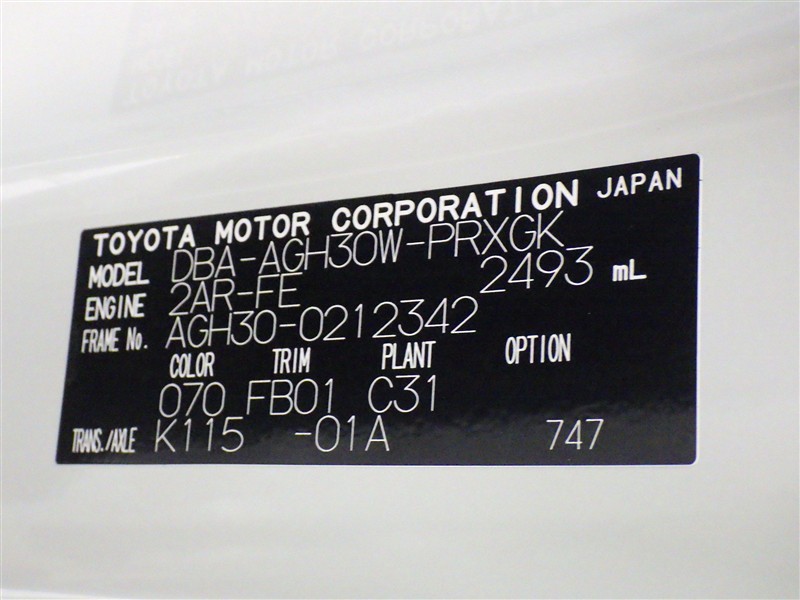 TOYOTA MOTOR CORPORATION JAPAN
MODEL DBA-AGH30W-PRXGK
ENGINE 2AR-FE 2493 mL
FRAME No. AGH30-0212342
COLOR TRIM PLANT OPTION
070 FB01 C31
TRANS./AXLE K115 -01A 747